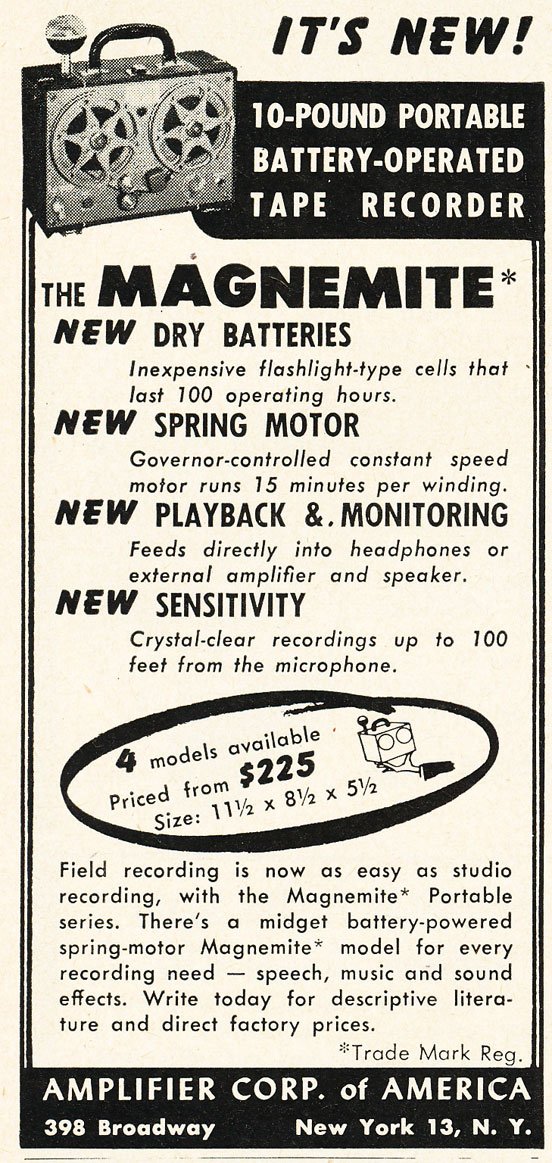 IT'S NEW!
10-POUND PORTABLE
BATTERY-OPERATED
TAPE RECORDER
THE MAGNEMITE*
NEW DRY BATTERIES
Inexpensive flashlight-type cells that
last 100 operating hours.
NEW SPRING MOTOR
Governor-controlled constant speed
motor runs 15 minutes per winding.
NEW PLAYBACK &. MONITORING
Feeds directly into headphones or
external amplifier and speaker.
NEW SENSITIVITY
Crystal-clear recordings up to 100
feet from the microphone.
4 models available
Priced from $225
Size: 11½ x 8½ x 5½
Field recording is now as easy as studio
recording, with the Magnemite* Portable
series. There's a midget battery-powered
spring-motor Magnemite* model for every
recording need — speech, music and sound
effects. Write today for descriptive litera-
ture and direct factory prices.
*Trade Mark Reg.
AMPLIFIER CORP. of AMERICA
398 Broadway New York 13, N. Y.